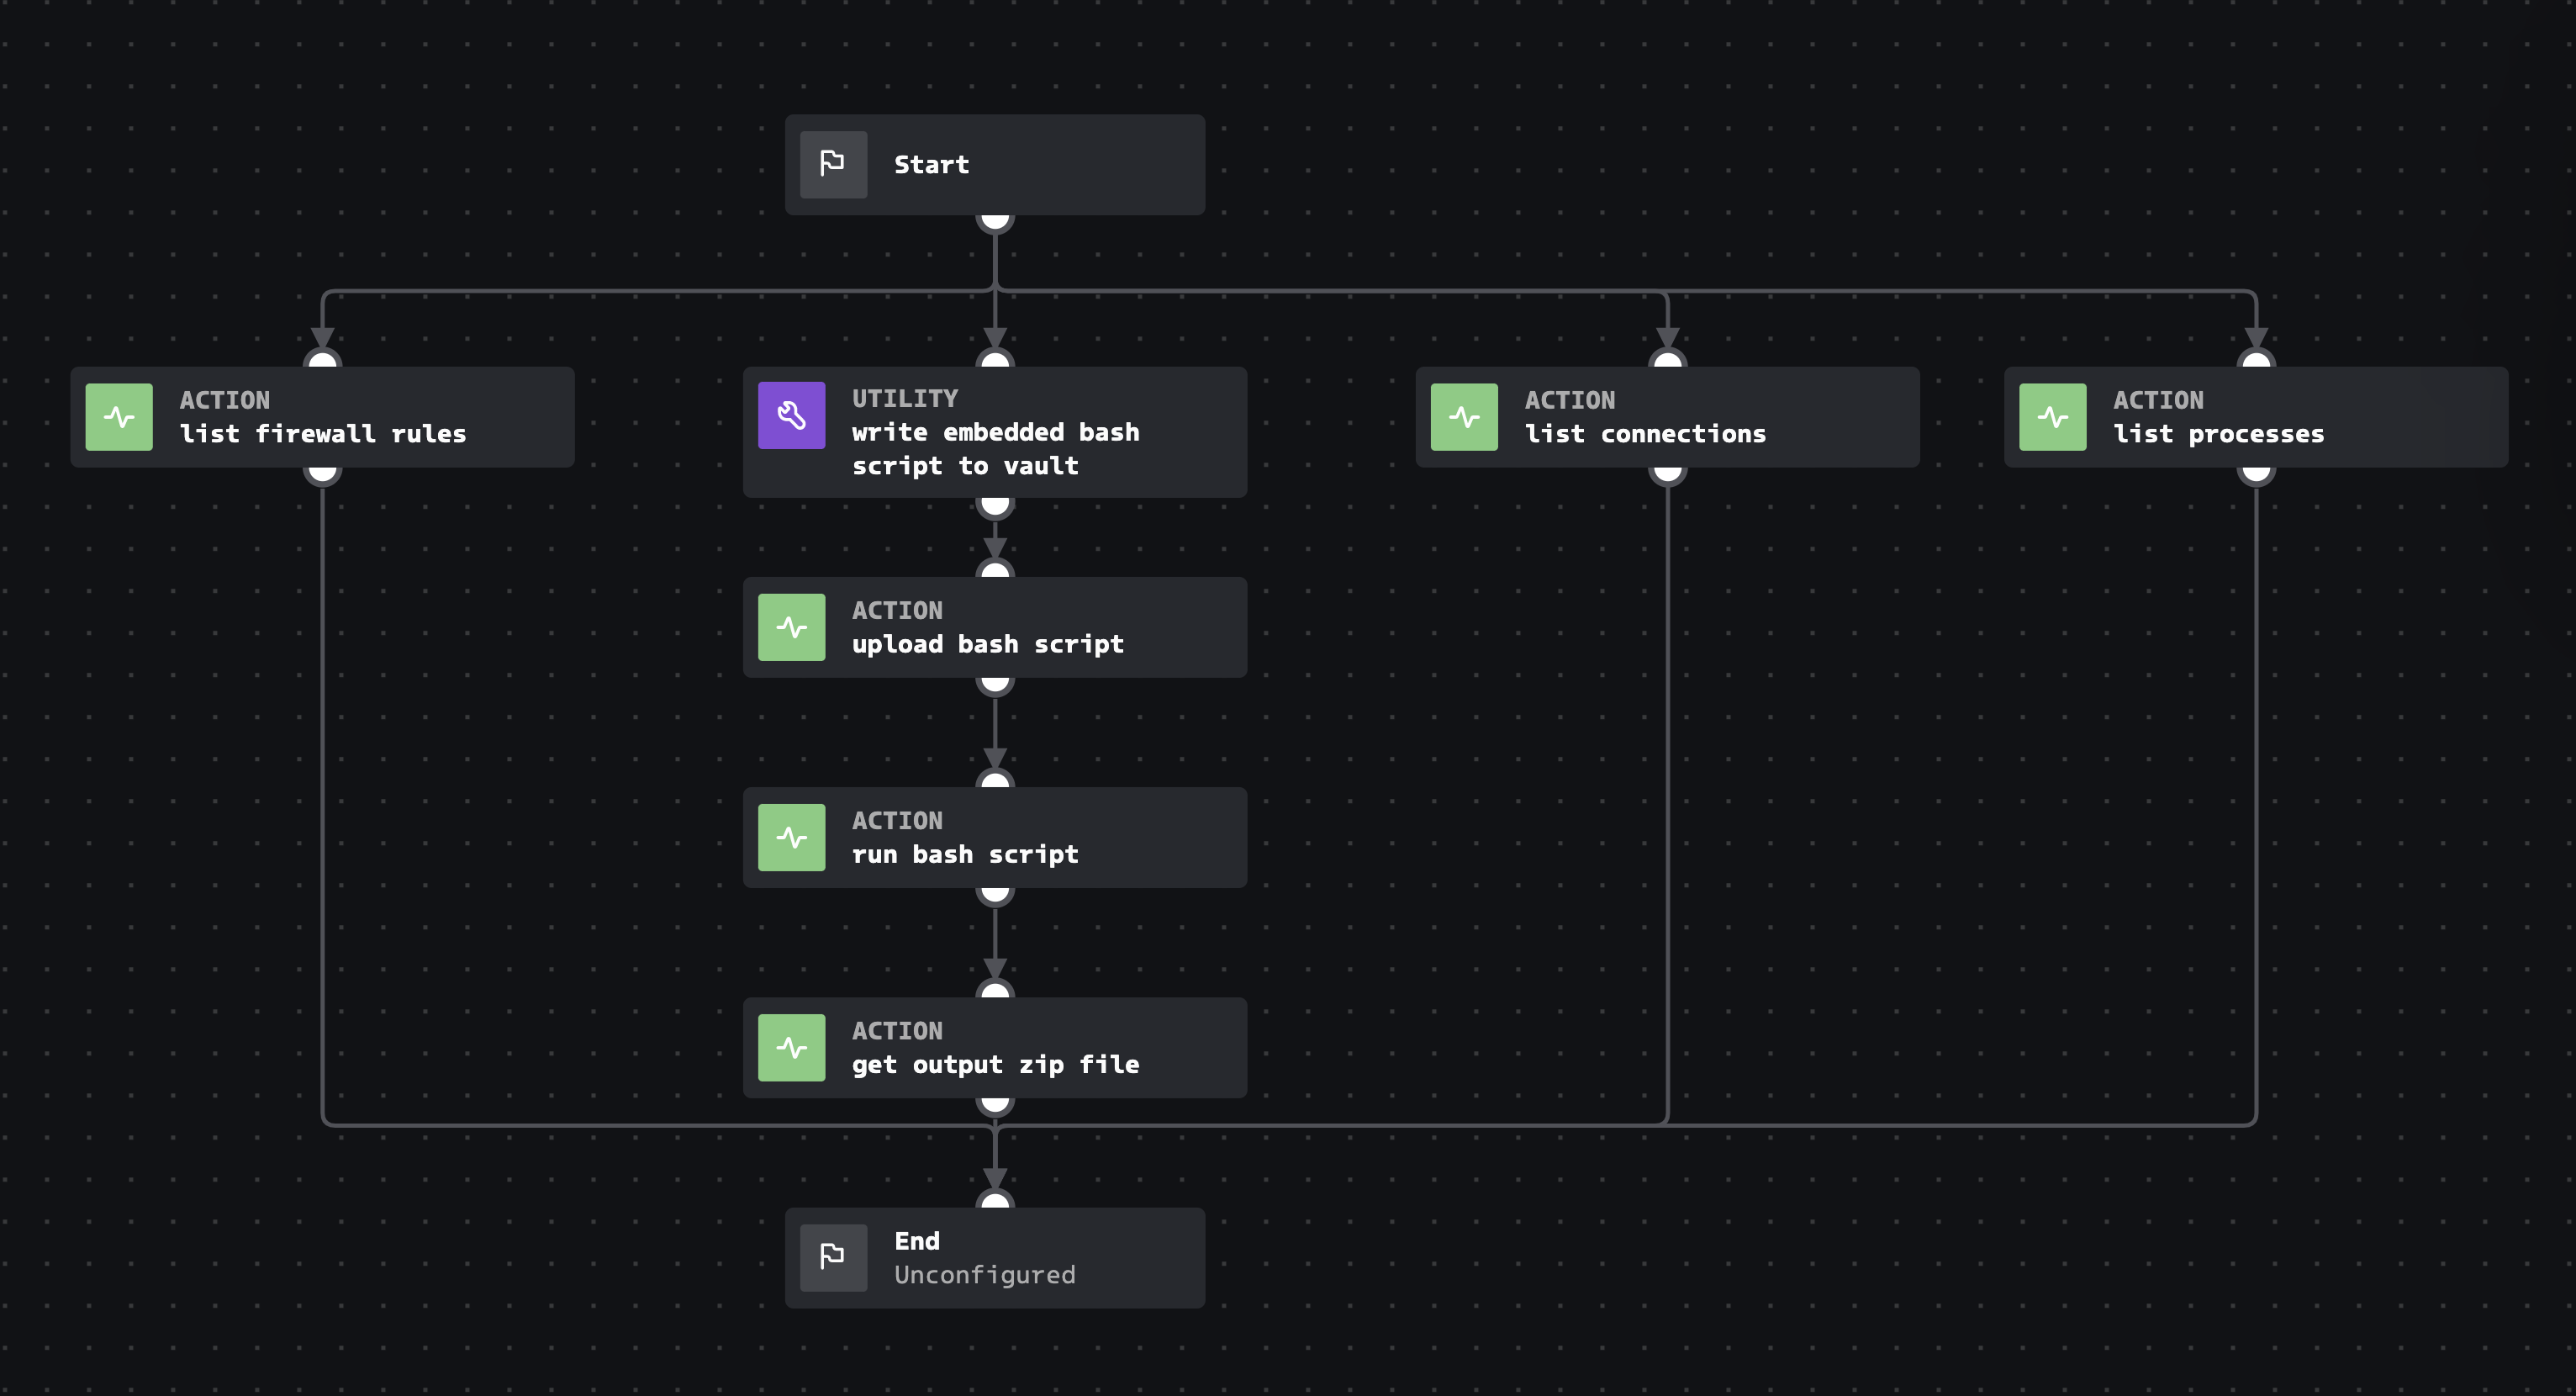 Start
ACTION
list firewall rules
UTILITY
write embedded bash
script to vault
ACTION
list connections
ACTION
list processes
ACTION
upload bash script
ACTION
run bash script
ACTION
get output zip file
End
Unconfigured